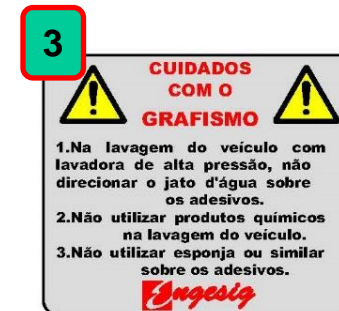 3
CUIDADOS
COM O
GRAFISMO
1.Na lavagem do veículo com
lavadora de alta pressão, não
direcionar o jato d'água sobre
os adesivos.
2.Não utilizar produtos químicos
na lavagem do veículo.
3.Não utilizar esponja ou similar
sobre os adesivos.
Engesig